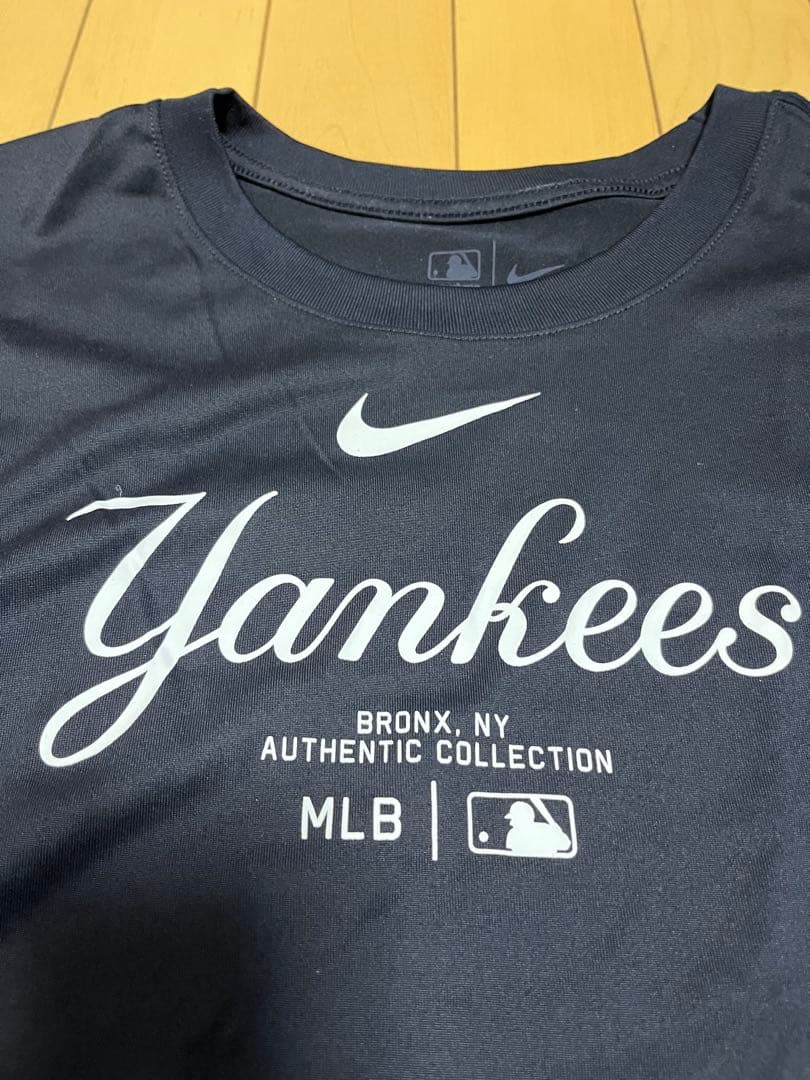 Yankees
BRONX, NY
AUTHENTIC COLLECTION
MLB